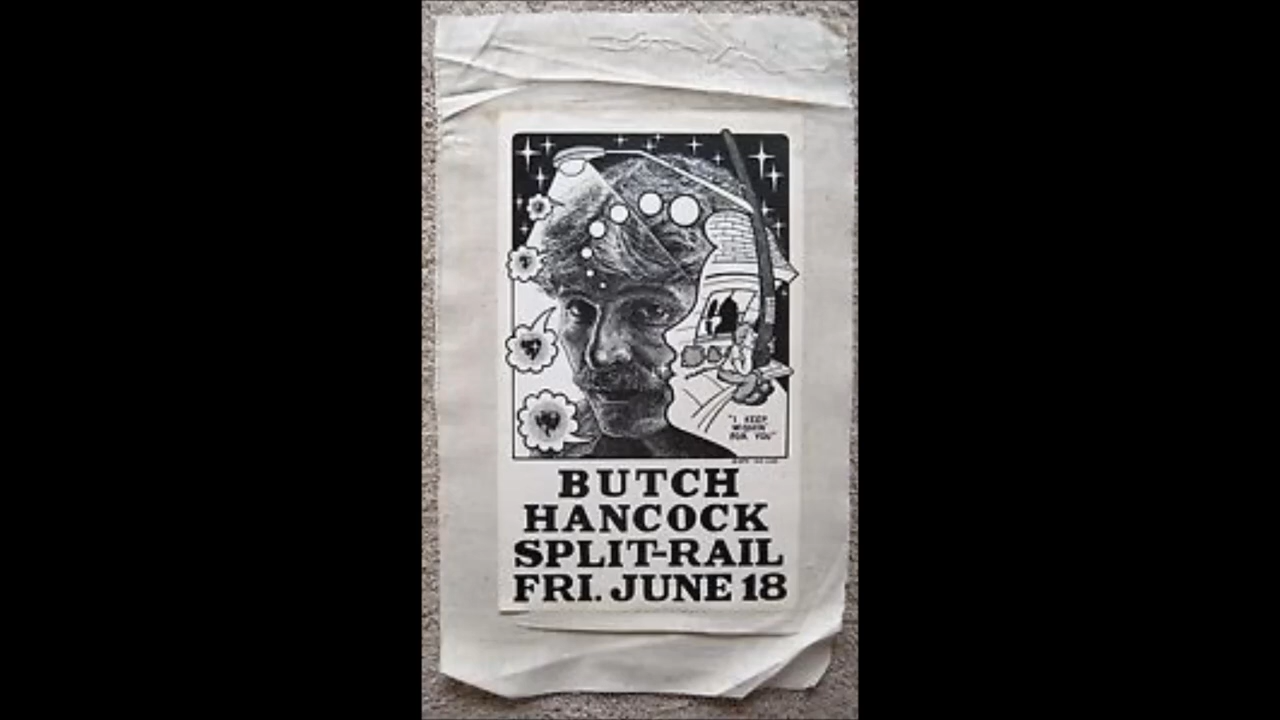 "I KEEP
WISHIN'
FOR YOU"
BUTCH
HANCOCK
SPLIT-RAIL
FRI. JUNE 18